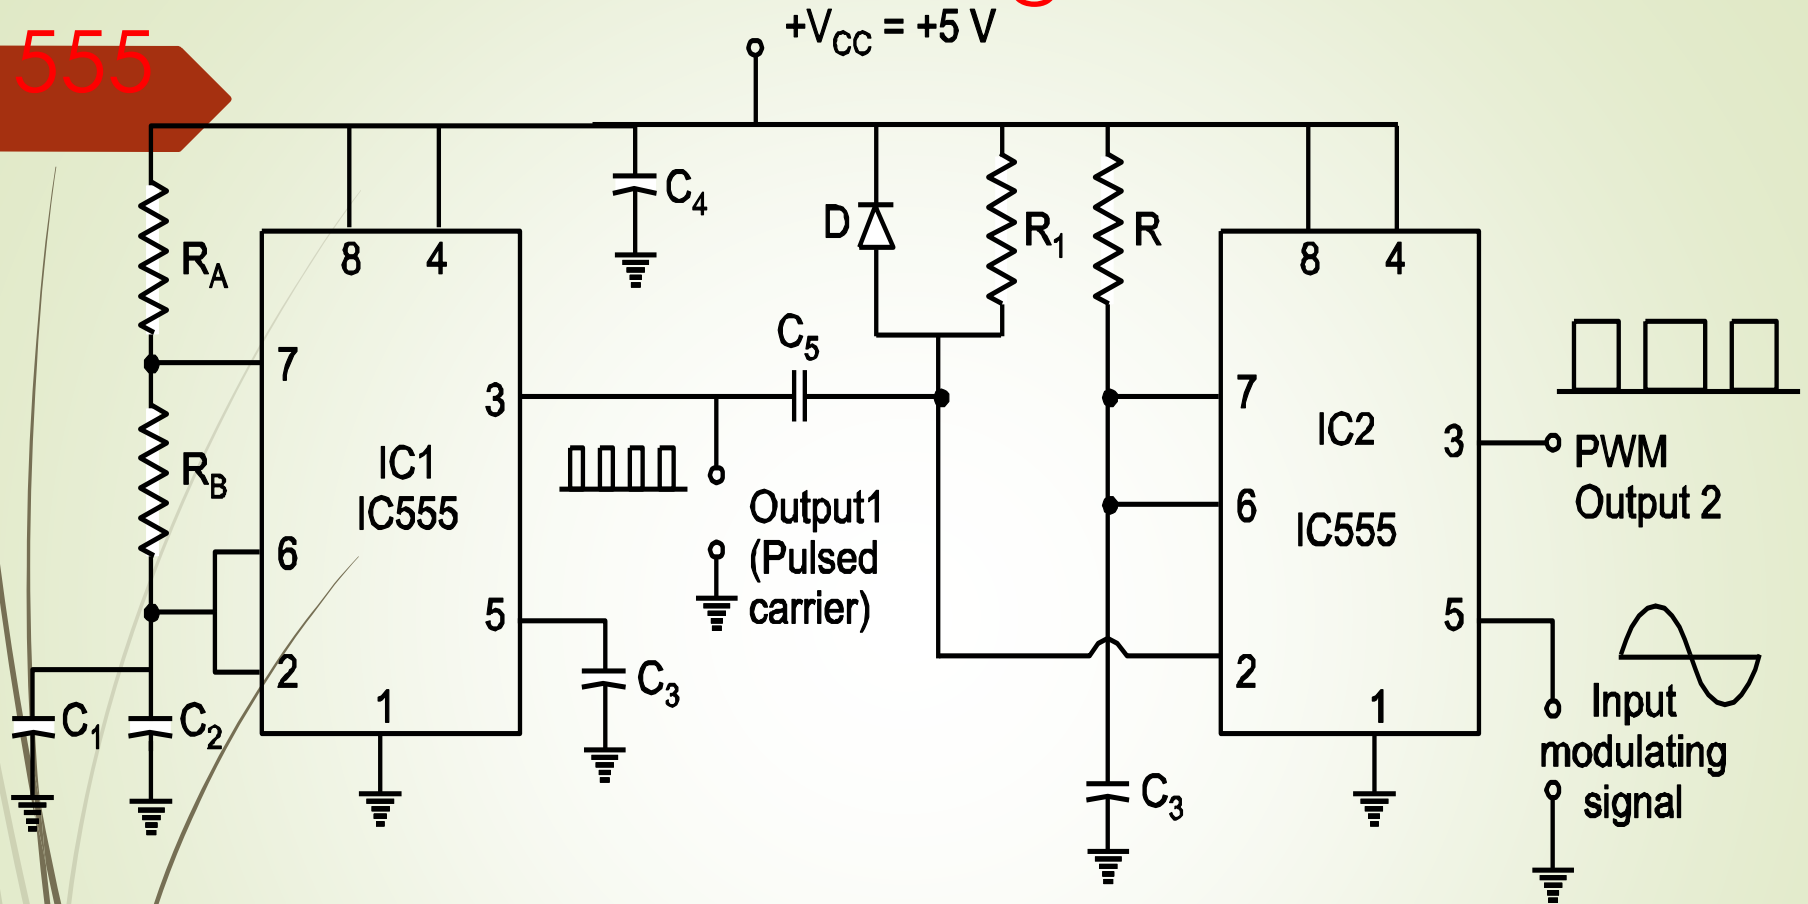 555
+V_CC = +5 V
C4
D
R1
R
RA
8 4
8 4
C5
7
3
7
IC2
3
PWM
Output 2
RB
IC1
IC555
Output1
(Pulsed
carrier)
6
IC555
6
5
5
2
C3
2
Input
modulating
signal
1
1
C1
C2
C3